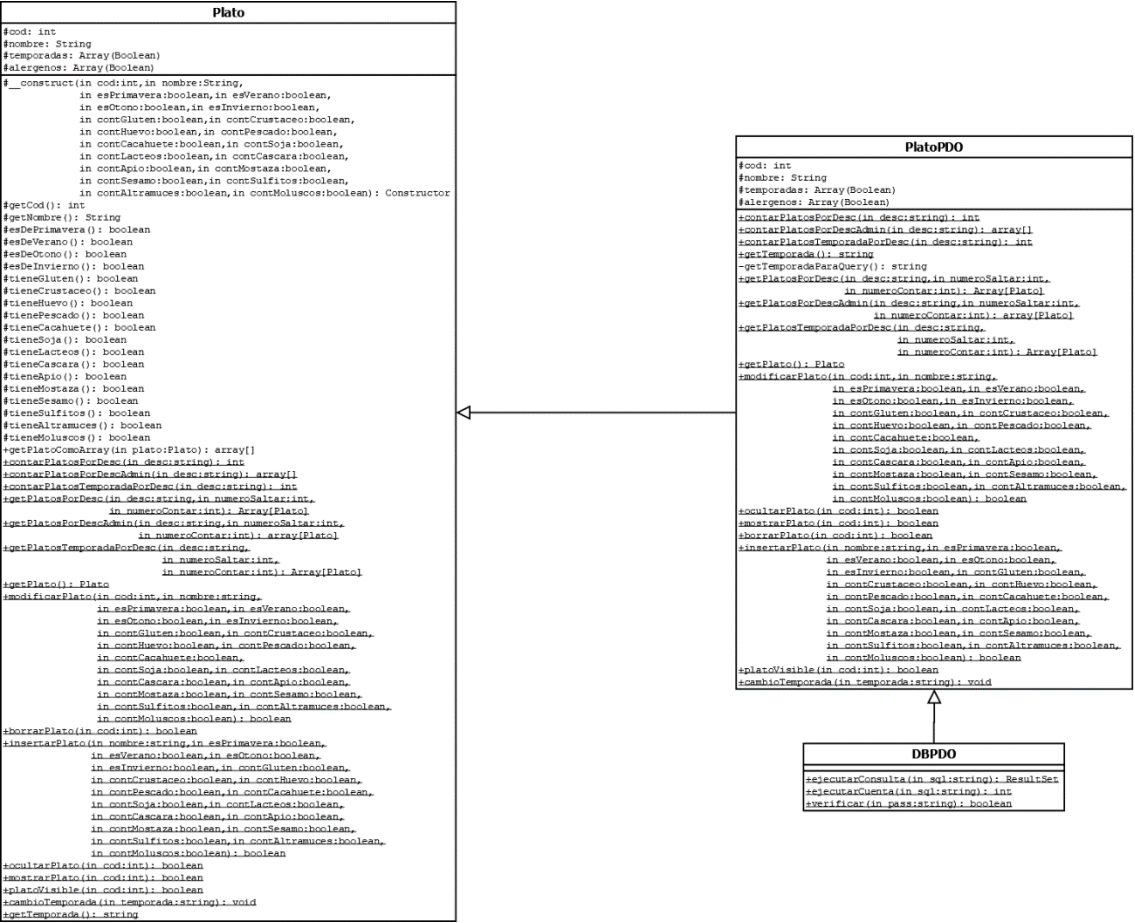 Plato
#cod: int
#nombre: String
#temporadas: Array(Boolean)
#alergenos: Array(Boolean)
#__construct(in cod:int,in nombre:String,
in esPrimavera:boolean,in esVerano:boolean,
in esOtono:boolean,in esInvierno:boolean,
in contGluten:boolean,in contCrustaceo:boolean,
in contHuevo:boolean,in contPescado:boolean,
in contCacahuete:boolean,in contSoja:boolean,
in contLacteos:boolean,in contCascara:boolean,
in contApio:boolean,in contMostaza:boolean,
in contSesamo:boolean,in contSulfitos:boolean,
in contAltramuces:boolean,in contMoluscos:boolean): Constructor
#getCod(): int
#getNombre(): String
#esDePrimavera(): boolean
#esDeVerano(): boolean
#esDeOtono(): boolean
#esDeInvierno(): boolean
#tieneGluten(): boolean
#tieneCrustaceo(): boolean
#tieneHuevo(): boolean
#tienePescado(): boolean
#tieneCacahuete(): boolean
#tieneSoja(): boolean
#tieneLacteos(): boolean
#tieneCascara(): boolean
#tieneApio(): boolean
#tieneMostaza(): boolean
#tieneSesamo(): boolean
#tieneSulfitos(): boolean
#tieneAltramuces(): boolean
#tieneMoluscos(): boolean
+getPlatoComoArray(in plato:Plato): array[]
+contarPlatosPorDesc(in desc:string): int
+contarPlatosPorDescAdmin(in desc:string): array[]
+contarPlatosTemporadaPorDesc(in desc:string): int
+getPlatosPorDesc(in desc:string,in numeroSaltar:int,
in numeroContar:int): Array[Plato]
+getPlatosPorDescAdmin(in desc:string,in numeroSaltar:int,
in numeroContar:int): array[Plato]
+getPlatosTemporadaPorDesc(in desc:string,
in numeroSaltar:int,
in numeroContar:int): Array[Plato]
+getPlato(): Plato
+modificarPlato(in cod:int,in nombre:string,
in esPrimavera:boolean,in esVerano:boolean,
in esOtono:boolean,in esInvierno:boolean,
in contGluten:boolean,in contCrustaceo:boolean,
in contHuevo:boolean,in contPescado:boolean,
in contCacahuete:boolean,
in contSoja:boolean,in contLacteos:boolean,
in contCascara:boolean,in contApio:boolean,
in contMostaza:boolean,in contSesamo:boolean,
in contSulfitos:boolean,in contAltramuces:boolean,
in contMoluscos:boolean): boolean
+borrarPlato(in cod:int): boolean
+insertarPlato(in nombre:string,in esPrimavera:boolean,
in esVerano:boolean,in esOtono:boolean,
in esInvierno:boolean,in contGluten:boolean,
in contCrustaceo:boolean,in contHuevo:boolean,
in contPescado:boolean,in contCacahuete:boolean,
in contSoja:boolean,in contLacteos:boolean,
in contCascara:boolean,in contApio:boolean,
in contMostaza:boolean,in contSesamo:boolean,
in contSulfitos:boolean,in contAltramuces:boolean,
in contMoluscos:boolean): boolean
+ocultarPlato(in cod:int): boolean
+mostrarPlato(in cod:int): boolean
+platoVisible(in cod:int): boolean
+cambioTemporada(in temporada:string): void
+getTemporada(): string
PlatoPDO
#cod: int
#nombre: String
#temporadas: Array(Boolean)
#alergenos: Array(Boolean)
+contarPlatosPorDesc(in desc:string): int
+contarPlatosPorDescAdmin(in desc:string): array[]
+contarPlatosTemporadaPorDesc(in desc:string): int
+getTemporada(): string
-getTemporadaParaQuery(): string
+getPlatosPorDesc(in desc:string,in numeroSaltar:int,
in numeroContar:int): Array[Plato]
+getPlatosPorDescAdmin(in desc:string,in numeroSaltar:int,
in numeroContar:int): array[Plato]
+getPlatosTemporadaPorDesc(in desc:string,
in numeroSaltar:int,
in numeroContar:int): Array[Plato]
+getPlato(): Plato
+modificarPlato(in cod:int,in nombre:string,
in esPrimavera:boolean,in esVerano:boolean,
in esOtono:boolean,in esInvierno:boolean,
in contGluten:boolean,in contCrustaceo:boolean,
in contHuevo:boolean,in contPescado:boolean,
in contCacahuete:boolean,
in contSoja:boolean,in contLacteos:boolean,
in contCascara:boolean,in contApio:boolean,
in contMostaza:boolean,in contSesamo:boolean,
in contSulfitos:boolean,in contAltramuces:boolean,
in contMoluscos:boolean): boolean
+ocultarPlato(in cod:int): boolean
+mostrarPlato(in cod:int): boolean
+borrarPlato(in cod:int): boolean
+insertarPlato(in nombre:string,in esPrimavera:boolean,
in esVerano:boolean,in esOtono:boolean,
in esInvierno:boolean,in contGluten:boolean,
in contCrustaceo:boolean,in contHuevo:boolean,
in contPescado:boolean,in contCacahuete:boolean,
in contSoja:boolean,in contLacteos:boolean,
in contCascara:boolean,in contApio:boolean,
in contMostaza:boolean,in contSesamo:boolean,
in contSulfitos:boolean,in contAltramuces:boolean,
in contMoluscos:boolean): boolean
+platoVisible(in cod:int): boolean
+cambioTemporada(in temporada:string): void
DBPDO
+ejecutarConsulta(in sql:string): ResultSet
+ejecutarCuenta(in sql:string): int
+verificar(in pass:string): boolean